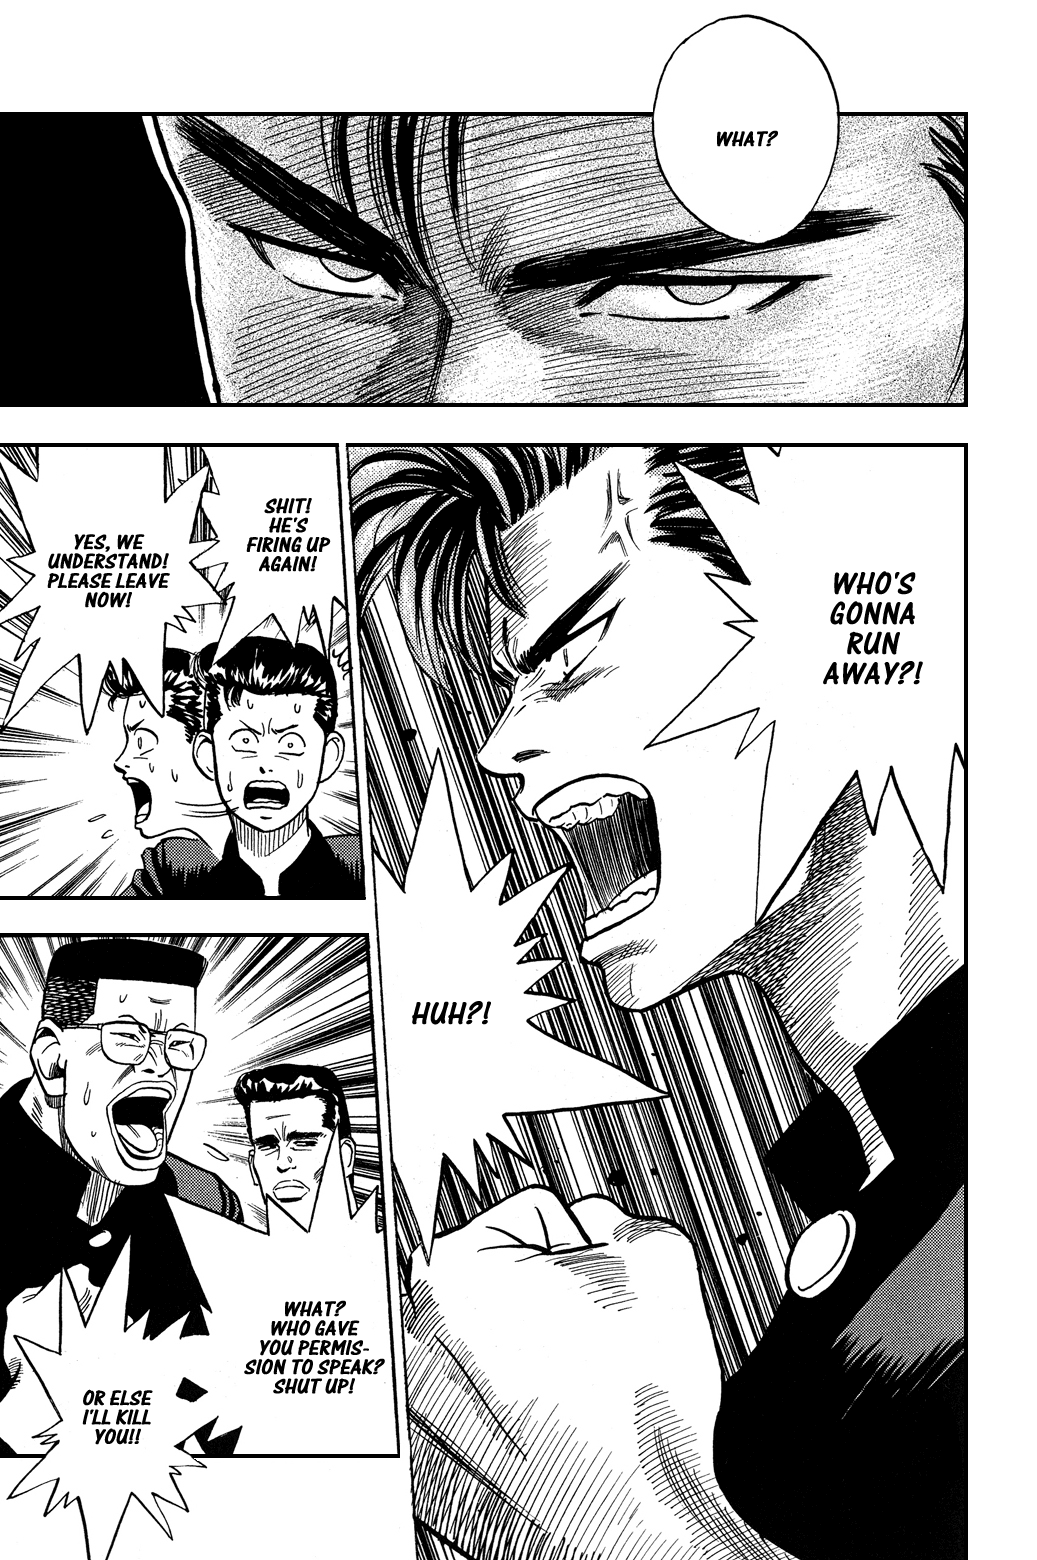 WHAT?
WHO'S
GONNA
RUN
AWAY?!
HUH?!
SHIT!
HE'S
FIRING UP
AGAIN!
YES, WE
UNDERSTAND!
PLEASE LEAVE
NOW!
WHAT?
WHO GAVE
YOU PERMIS-
SION TO SPEAK?
SHUT UP!
OR ELSE
I'LL KILL
YOU!!